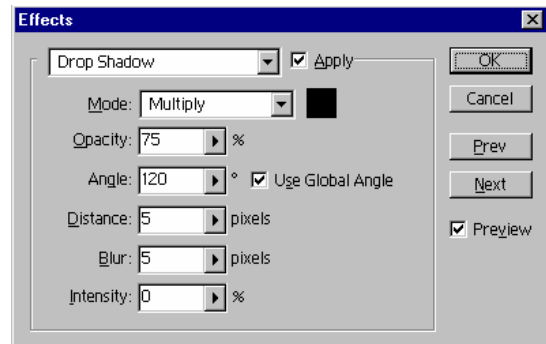 Effects
Drop Shadow Apply OK
Mode: Multiply Cancel
Opacity: 75 % Prev
Angle: 120 ° Use Global Angle Next
Distance: 5 pixels Preview
Blur: 5 pixels
Intensity: 0 %